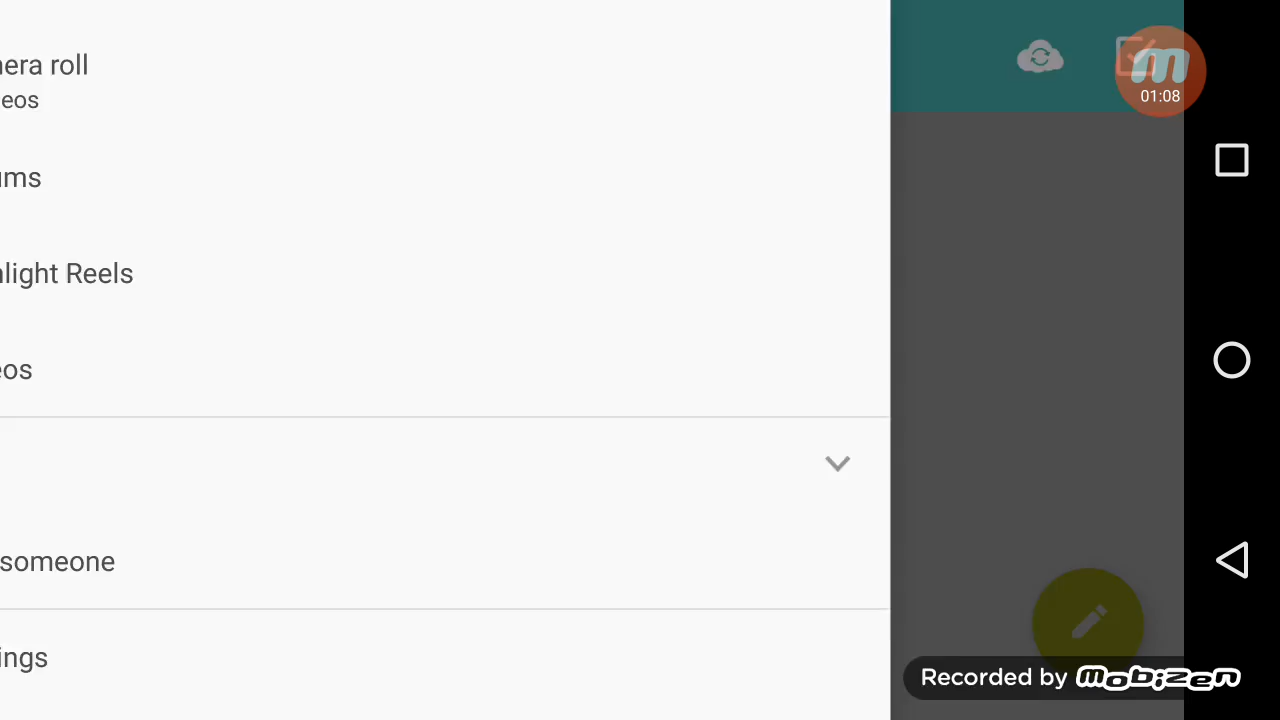 era roll
eos
ms
light Reels
eos
someone
ings
01:08
Recorded by mobizen